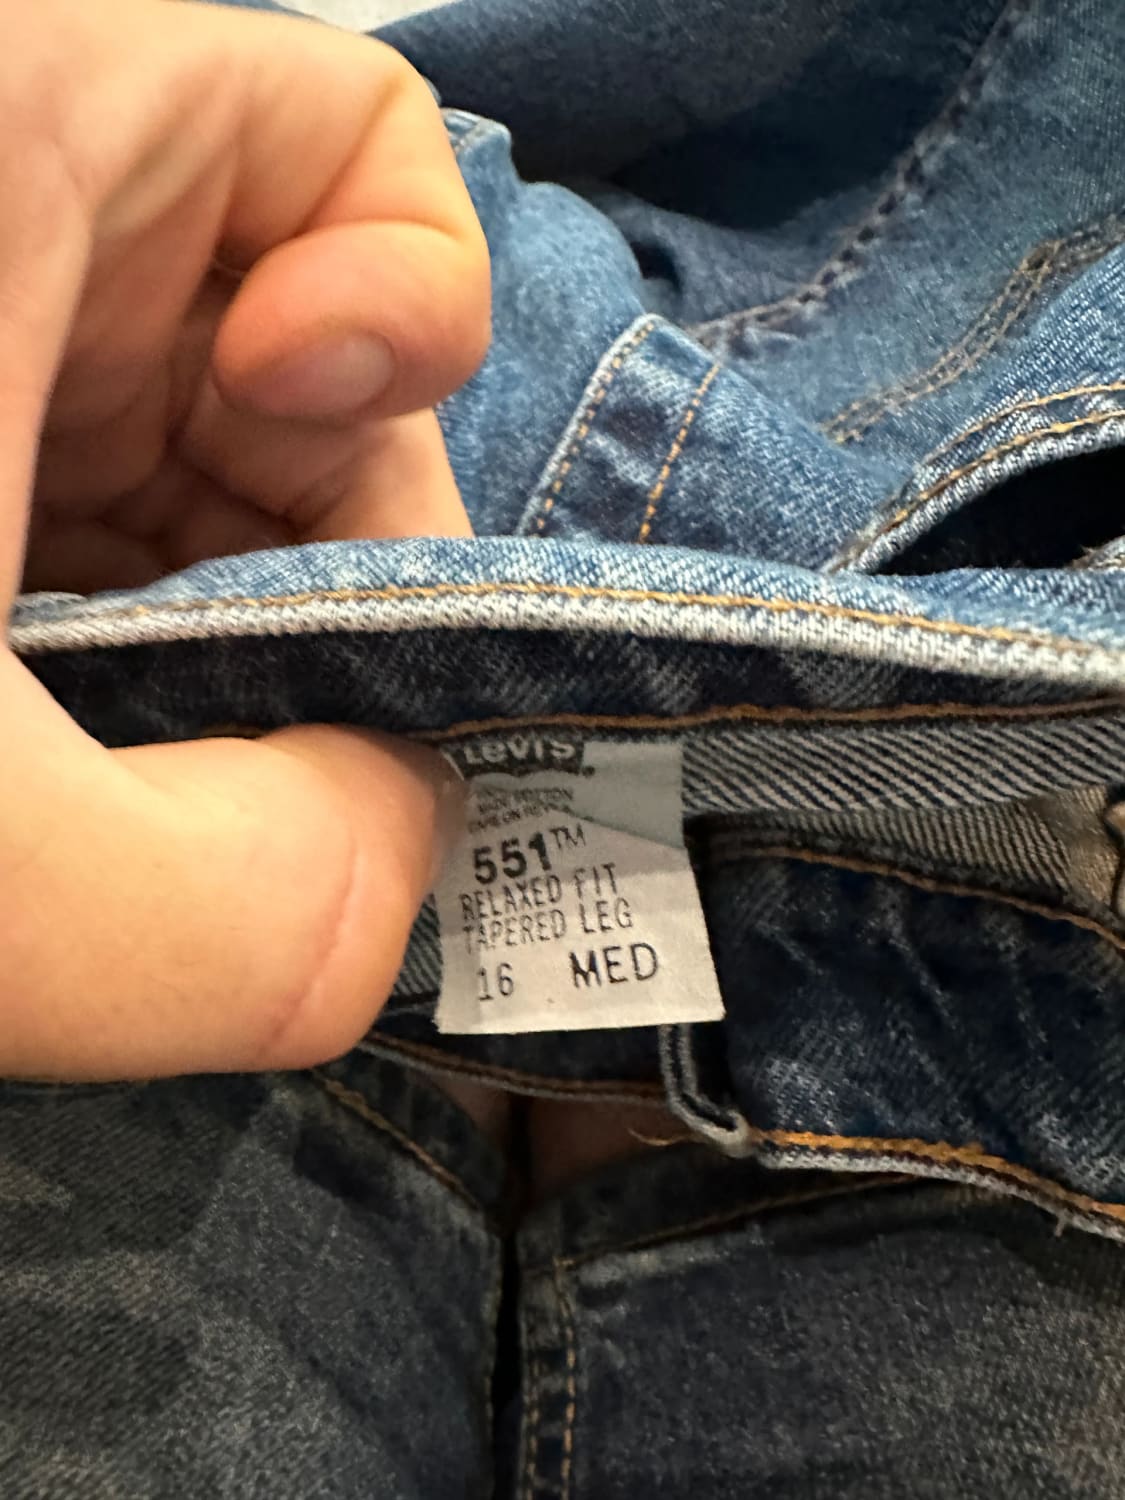 Levi's
551™
RELAXED FIT
TAPERED LEG
16 MED